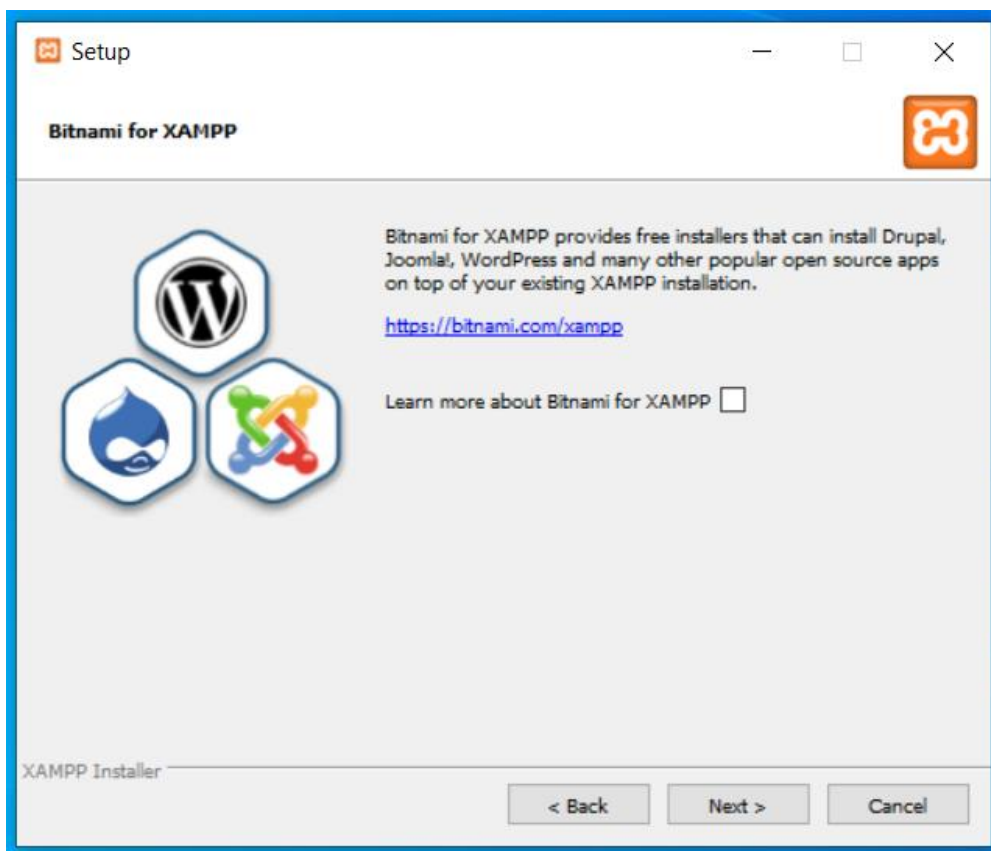 Setup
Bitnami for XAMPP
Bitnami for XAMPP provides free installers that can install Drupal,
Joomla!, WordPress and many other popular open source apps
on top of your existing XAMPP installation.
https://bitnami.com/xampp
Learn more about Bitnami for XAMPP
XAMPP Installer
< Back
Next >
Cancel